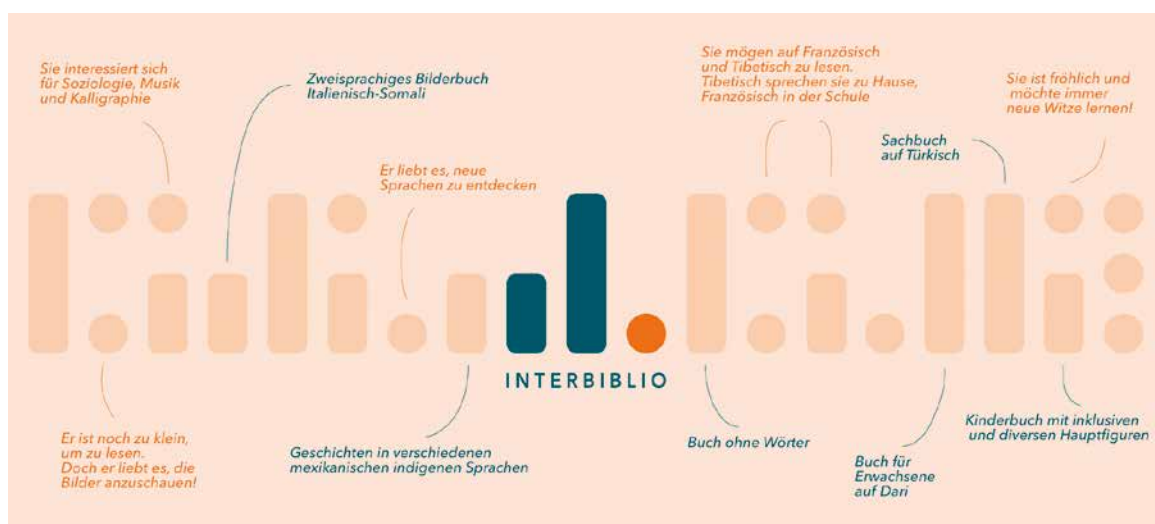 Sie interessiert sich
für Soziologie, Musik
und Kalligraphie
Zweisprachiges Bilderbuch
Italienisch-Somali
Er liebt es, neue
Sprachen zu entdecken
Sie mögen auf Französisch
und Tibetisch zu lesen.
Tibetisch sprechen sie zu Hause,
Französisch in der Schule
Sachbuch
auf Türkisch
Sie ist fröhlich und
möchte immer
neue Witze lernen!
INTERBIBLIO
Er ist noch zu klein,
um zu lesen.
Doch er liebt es, die
Bilder anzuschauen!
Geschichten in verschiedenen
mexikanischen indigenen Sprachen
Buch ohne Wörter
Buch für
Erwachsene
auf Dari
Kinderbuch mit inklusiven
und diversen Hauptfiguren